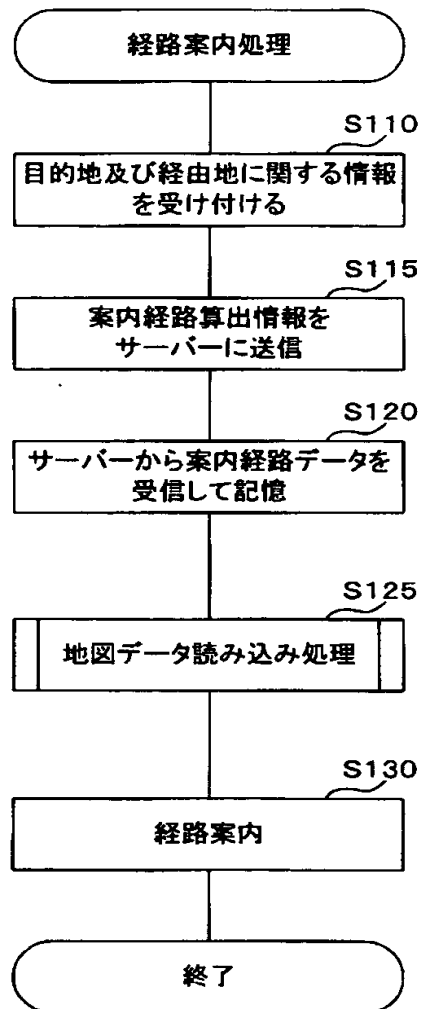 経路案内処理
S110
目的地及び経由地に関する情報
を受け付ける
S115
案内経路算出情報を
サーバーに送信
S120
サーバーから案内経路データを
受信して記憶
S125
地図データ読み込み処理
S130
経路案内
終了